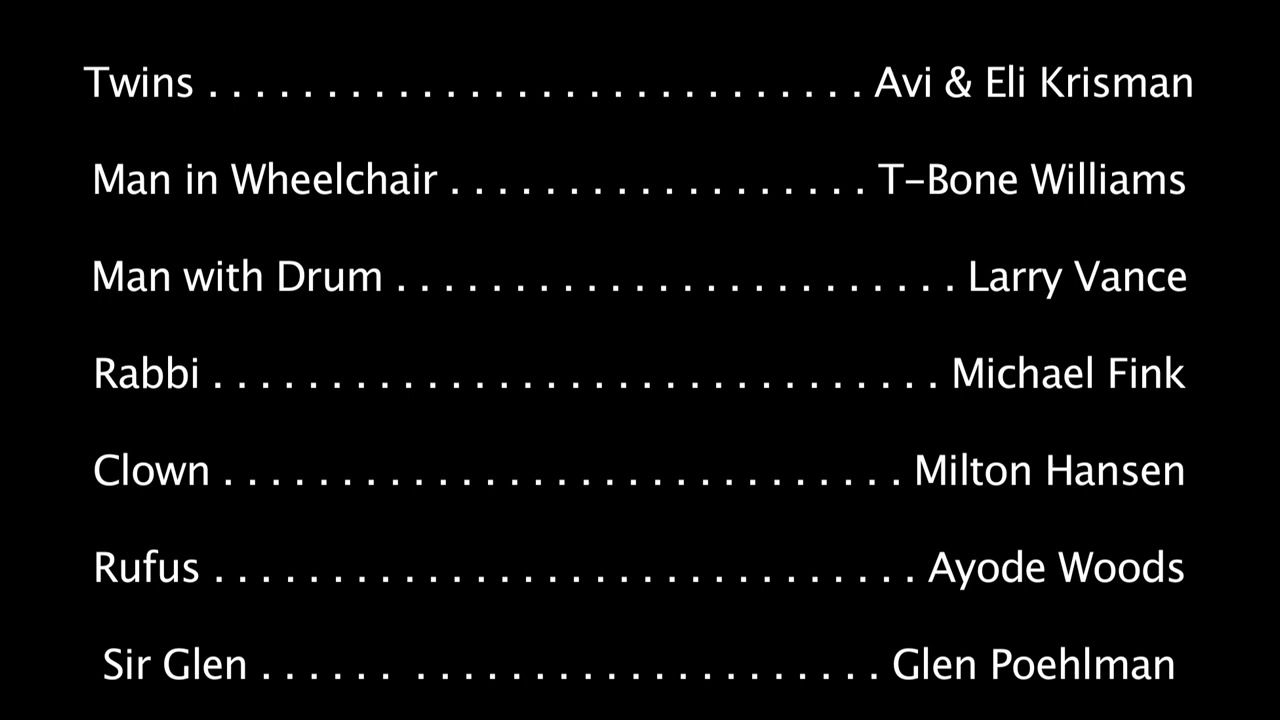 Twins . . . . . . . . . . . . . . . . . . . . . . . . . . . . Avi & Eli Krisman
Man in Wheelchair . . . . . . . . . . . . . . . . . . T-Bone Williams
Man with Drum . . . . . . . . . . . . . . . . . . . . . . . . Larry Vance
Rabbi . . . . . . . . . . . . . . . . . . . . . . . . . . . . . . . Michael Fink
Clown . . . . . . . . . . . . . . . . . . . . . . . . . . . . . Milton Hansen
Rufus . . . . . . . . . . . . . . . . . . . . . . . . . . . . . . Ayode Woods
Sir Glen . . . . . . . . . . . . . . . . . . . . . . . . . . Glen Poehlman